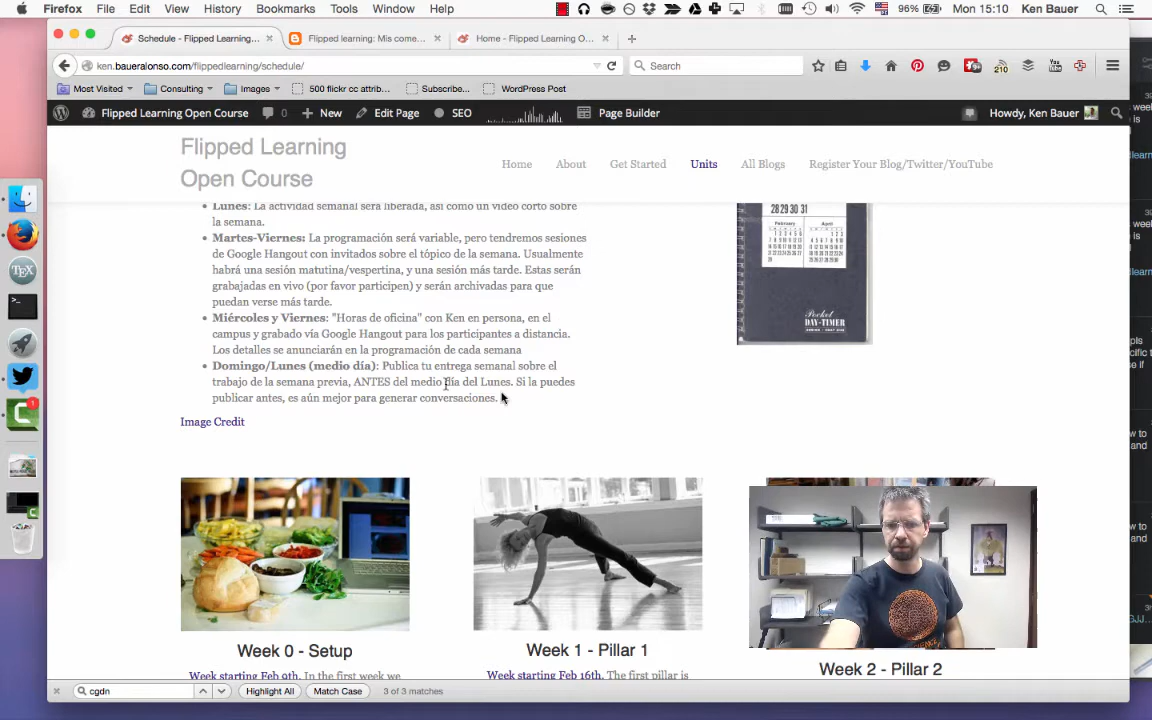 Firefox File Edit View History Bookmarks Tools Window Help 96% Mon 15:10 Ken Bauer
Schedule - Flipped Learning... × Flipped learning: Mis come... × Home - Flipped Learning O... × +
ken.baueralonso.com/flippedlearning/schedule/ Search
Most Visited Consulting Images 500 flickr cc attrib... Subscribe... WordPress Post
Flipped Learning Open Course 0 + New Edit Page SEO Page Builder Howdy, Ken Bauer
Flipped Learning
Open Course
Home About Get Started Units All Blogs Register Your Blog/Twitter/YouTube
Lunes: La actividad semanal será liberada, así como un video corto sobre
la semana.
Martes-Viernes: La programación será variable, pero tendremos sesiones
de Google Hangout con invitados sobre el tópico de la semana. Usualmente
habrá una sesión matutina/vespertina, y una sesión más tarde. Estas serán
grabajadas en vivo (por favor participen) y serán archivadas para que
puedan verse más tarde.
Miércoles y Viernes: "Horas de oficina" con Ken en persona, en el
campus y grabado vía Google Hangout para los participantes a distancia.
Los detalles se anunciarán en la programación de cada semana
Domingo/Lunes (medio día): Publica tu entrega semanal sobre el
trabajo de la semana previa, ANTES del medio día del Lunes. Si la puedes
publicar antes, es aún mejor para generar conversaciones.
Image Credit
28 29 30 31
February April
Pocket
DAY-TIMER
Week 0 - Setup
Week starting Feb 9th. In the first week we
Week 1 - Pillar 1
Week starting Feb 16th. The first pillar is
Week 2 - Pillar 2
cgdn Highlight All Match Case 3 of 3 matches
TEX
210
You
1